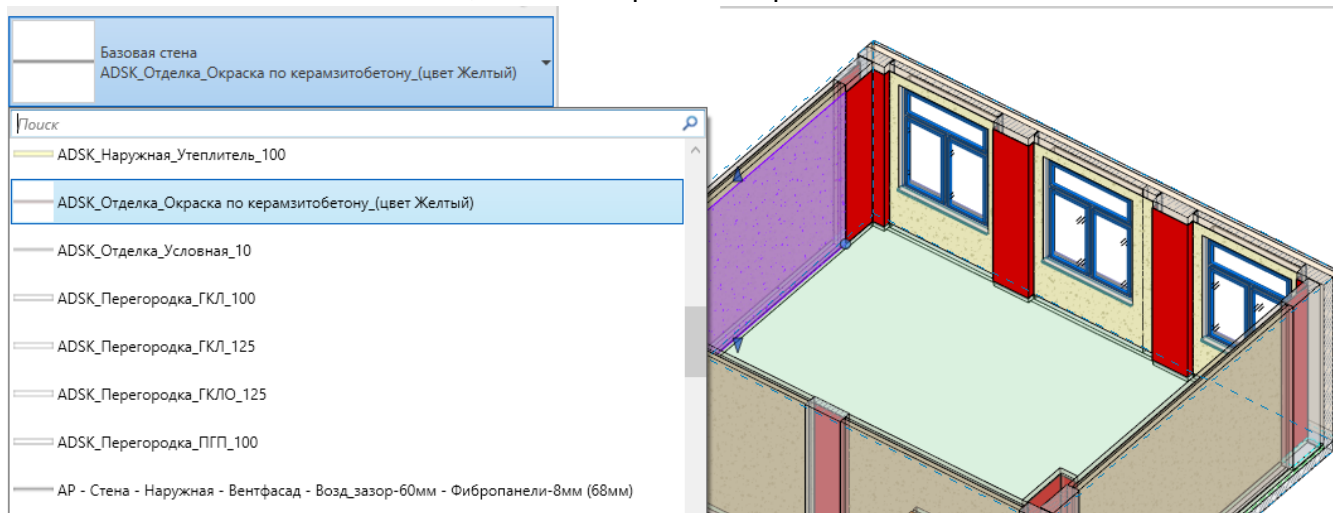 Базовая стена
ADSK_Отделка_Окраска по керамзитобетону_(цвет Желтый)
Поиск
ADSK_Наружная_Утеплитель_100
ADSK_Отделка_Окраска по керамзитобетону_(цвет Желтый)
ADSK_Отделка_Условная_10
ADSK_Перегородка_ГКЛ_100
ADSK_Перегородка_ГКЛ_125
ADSK_Перегородка_ГКЛО_125
ADSK_Перегородка_ПГП_100
АР - Стена - Наружная - Вентфасад - Возд_зазор-60мм - Фибропанели-8мм (68мм)